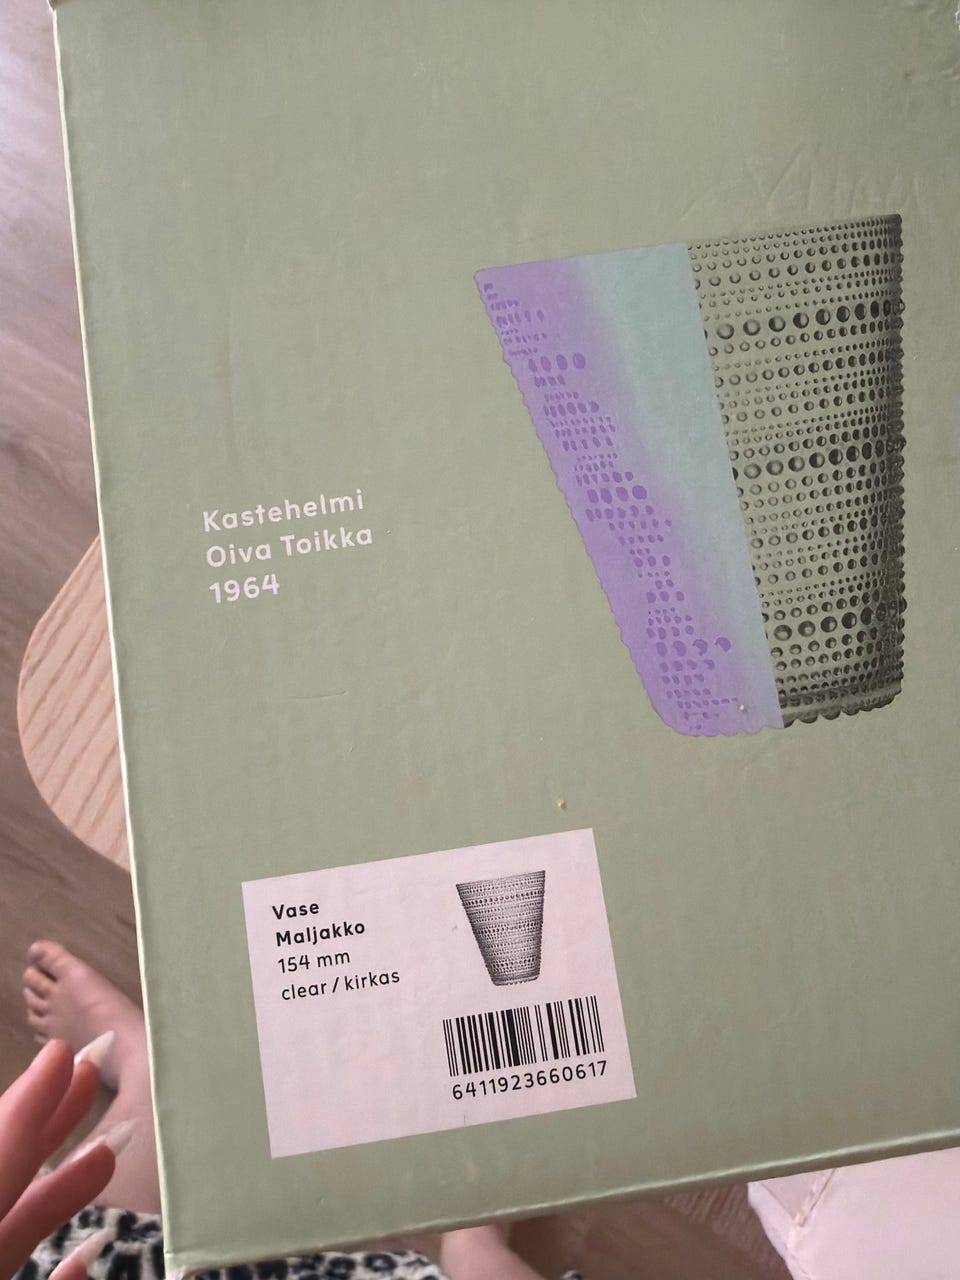 Kastehelmi
Oiva Toikka
1964
Vase
Maljakko
154 mm
clear / kirkas
6411923660617